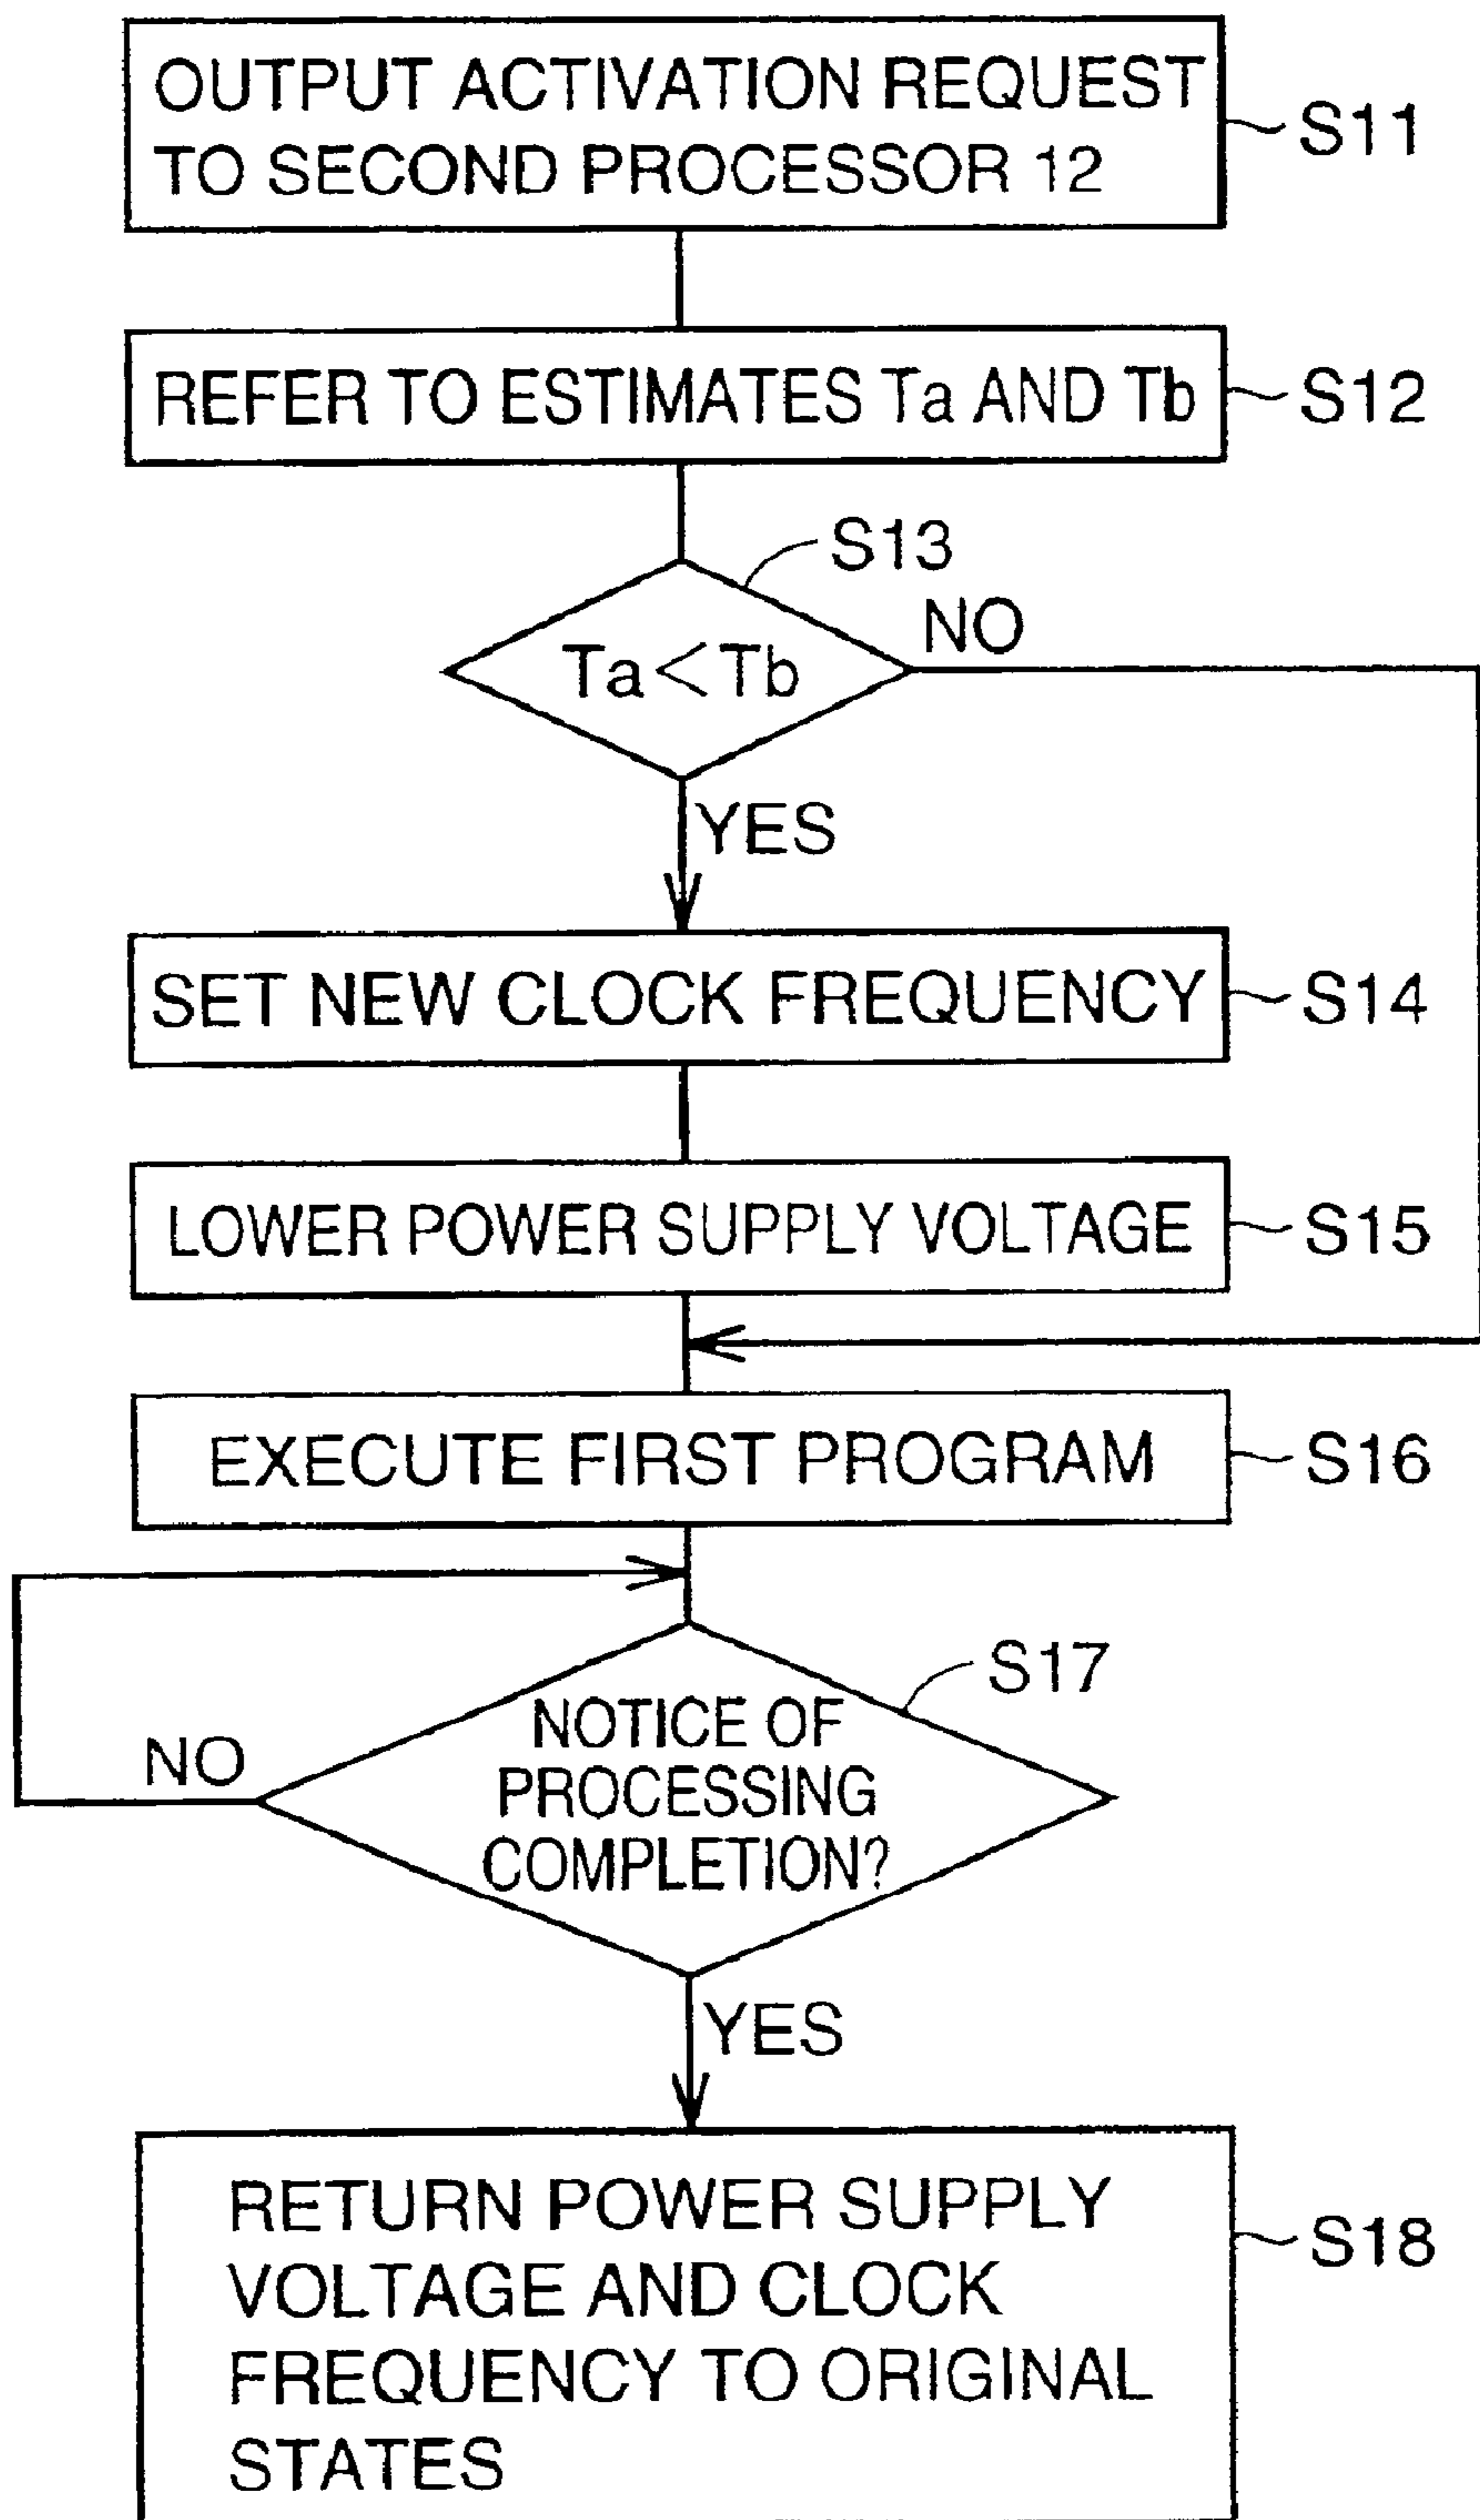 OUTPUT ACTIVATION REQUEST
TO SECOND PROCESSOR 12
S11
REFER TO ESTIMATES Ta AND Tb
S12
S13
Ta<Tb
NO
YES
SET NEW CLOCK FREQUENCY
S14
LOWER POWER SUPPLY VOLTAGE
S15
EXECUTE FIRST PROGRAM
S16
S17
NOTICE OF
PROCESSING
COMPLETION?
NO
YES
RETURN POWER SUPPLY
VOLTAGE AND CLOCK
FREQUENCY TO ORIGINAL
STATES
S18